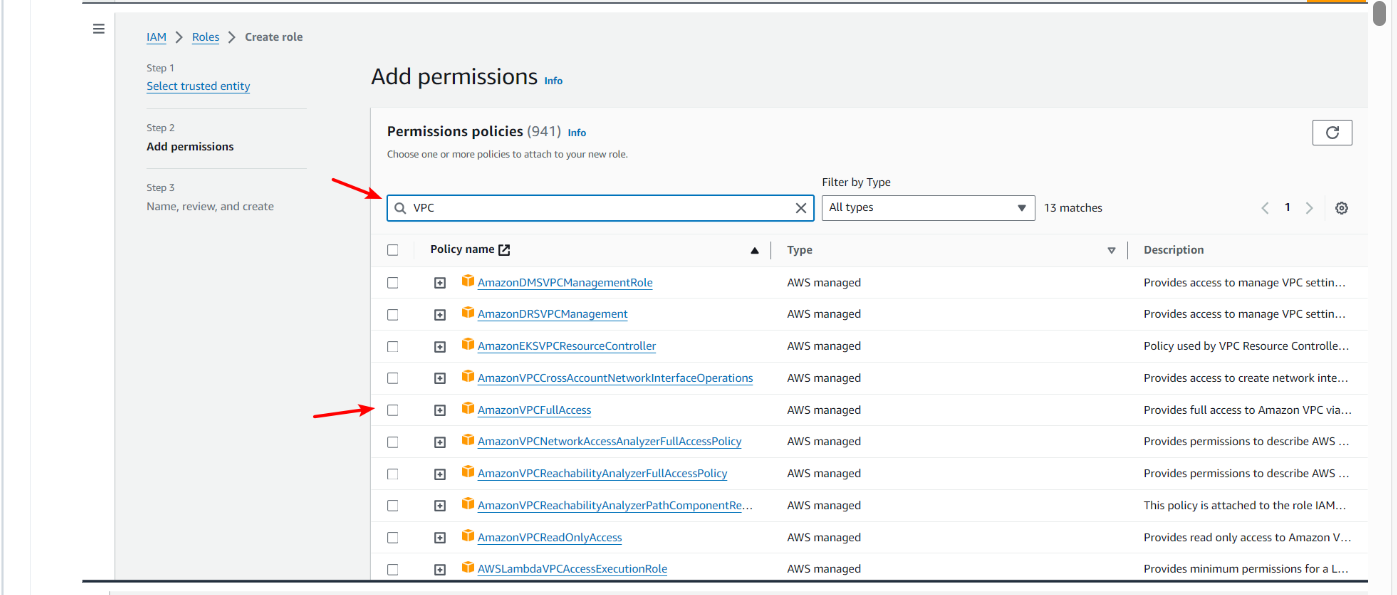 IAM > Roles > Create role
Step 1
Select trusted entity
Step 2
Add permissions
Step 3
Name, review, and create
Add permissions Info
Permissions policies (941) Info
Choose one or more policies to attach to your new role.
Filter by Type
VPC
All types
13 matches
1
Policy name Type Description
AmazonDMSVPCManagementRole AWS managed Provides access to manage VPC settin...
AmazonDRSVPCManagement AWS managed Provides access to manage VPC settin...
AmazonEKSVPCResourceController AWS managed Policy used by VPC Resource Controlle...
AmazonVPCCrossAccountNetworkInterfaceOperations AWS managed Provides access to create network inte...
AmazonVPCFullAccess AWS managed Provides full access to Amazon VPC via...
AmazonVPCNetworkAccessAnalyzerFullAccessPolicy AWS managed Provides permissions to describe AWS ...
AmazonVPCReachabilityAnalyzerFullAccessPolicy AWS managed Provides permissions to describe AWS ...
AmazonVPCReachabilityAnalyzerPathComponentRe... AWS managed This policy is attached to the role IAM...
AmazonVPCReadOnlyAccess AWS managed Provides read only access to Amazon V...
AWSLambdaVPCAccessExecutionRole AWS managed Provides minimum permissions for a L...